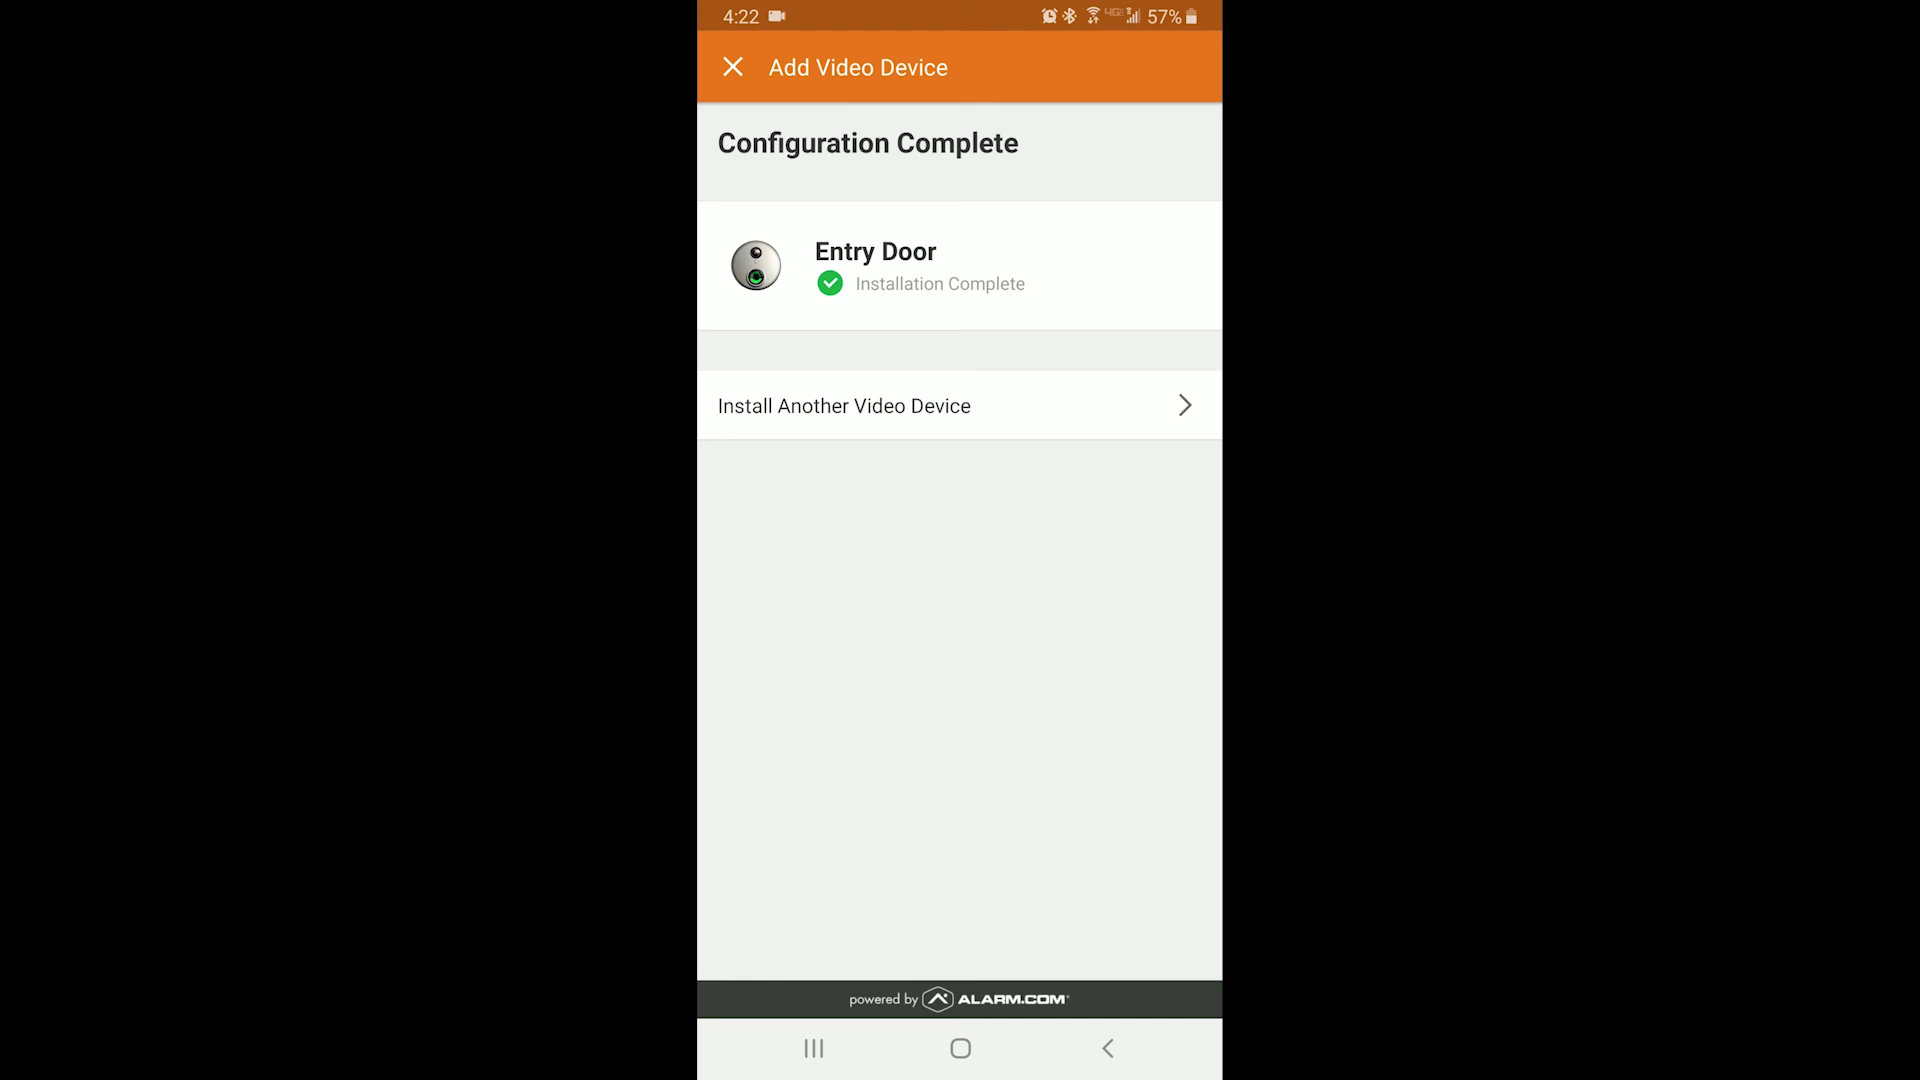 4:22
57%
Add Video Device
Configuration Complete
Entry Door
Installation Complete
Install Another Video Device
powered by ALARM.COM